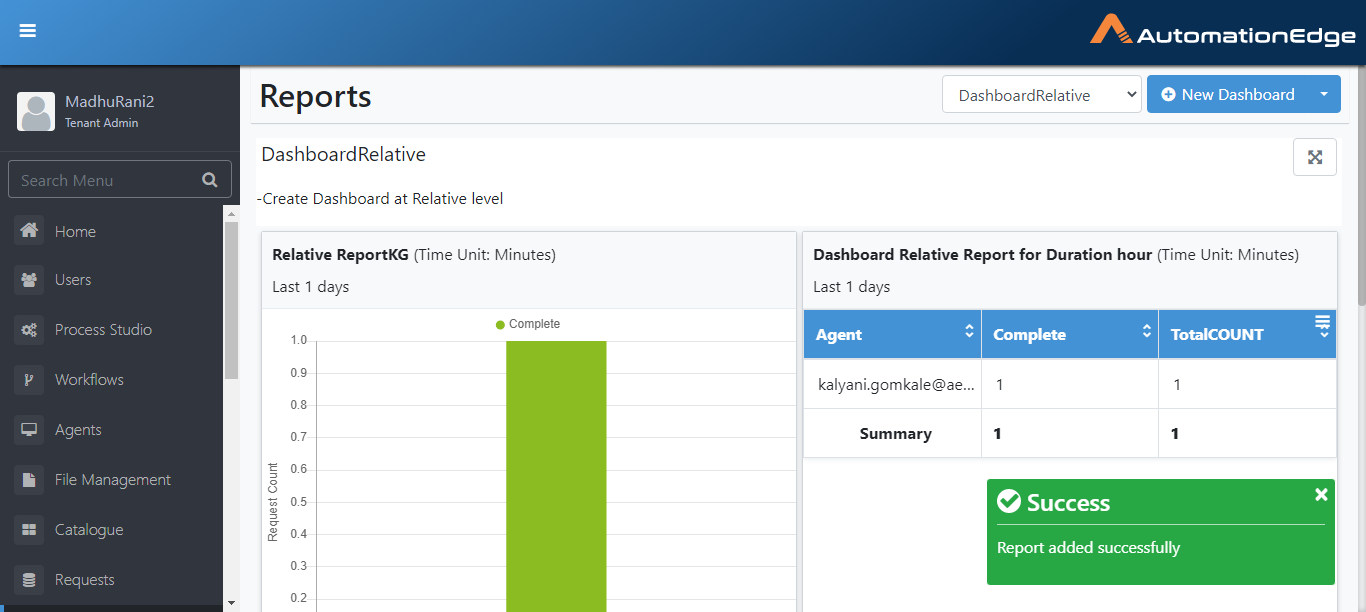 AutomationEdge
MadhuRani2
Tenant Admin
Search Menu
Home
Users
Process Studio
Workflows
Agents
File Management
Catalogue
Requests
Reports
DashboardRelative
New Dashboard
DashboardRelative
-Create Dashboard at Relative level
Relative ReportKG (Time Unit: Minutes)
Last 1 days
Complete
1.0
0.9
0.8
0.7
0.6
0.5
0.4
0.3
0.2
Request Count
Dashboard Relative Report for Duration hour (Time Unit: Minutes)
Last 1 days
Agent Complete TotalCOUNT
kalyani.gomkale@ae... 1 1
Summary 1 1
Success
Report added successfully